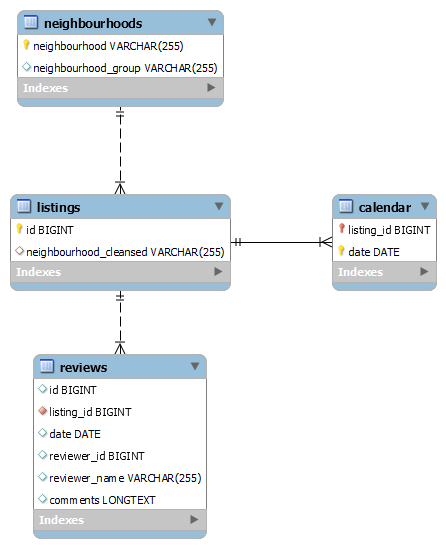 neighbourhoods
neighbourhood VARCHAR(255)
neighbourhood_group VARCHAR(255)
Indexes
listings
id BIGINT
neighbourhood_cleansed VARCHAR(255)
Indexes
calendar
listing_id BIGINT
date DATE
Indexes
reviews
id BIGINT
listing_id BIGINT
date DATE
reviewer_id BIGINT
reviewer_name VARCHAR(255)
comments LONGTEXT
Indexes